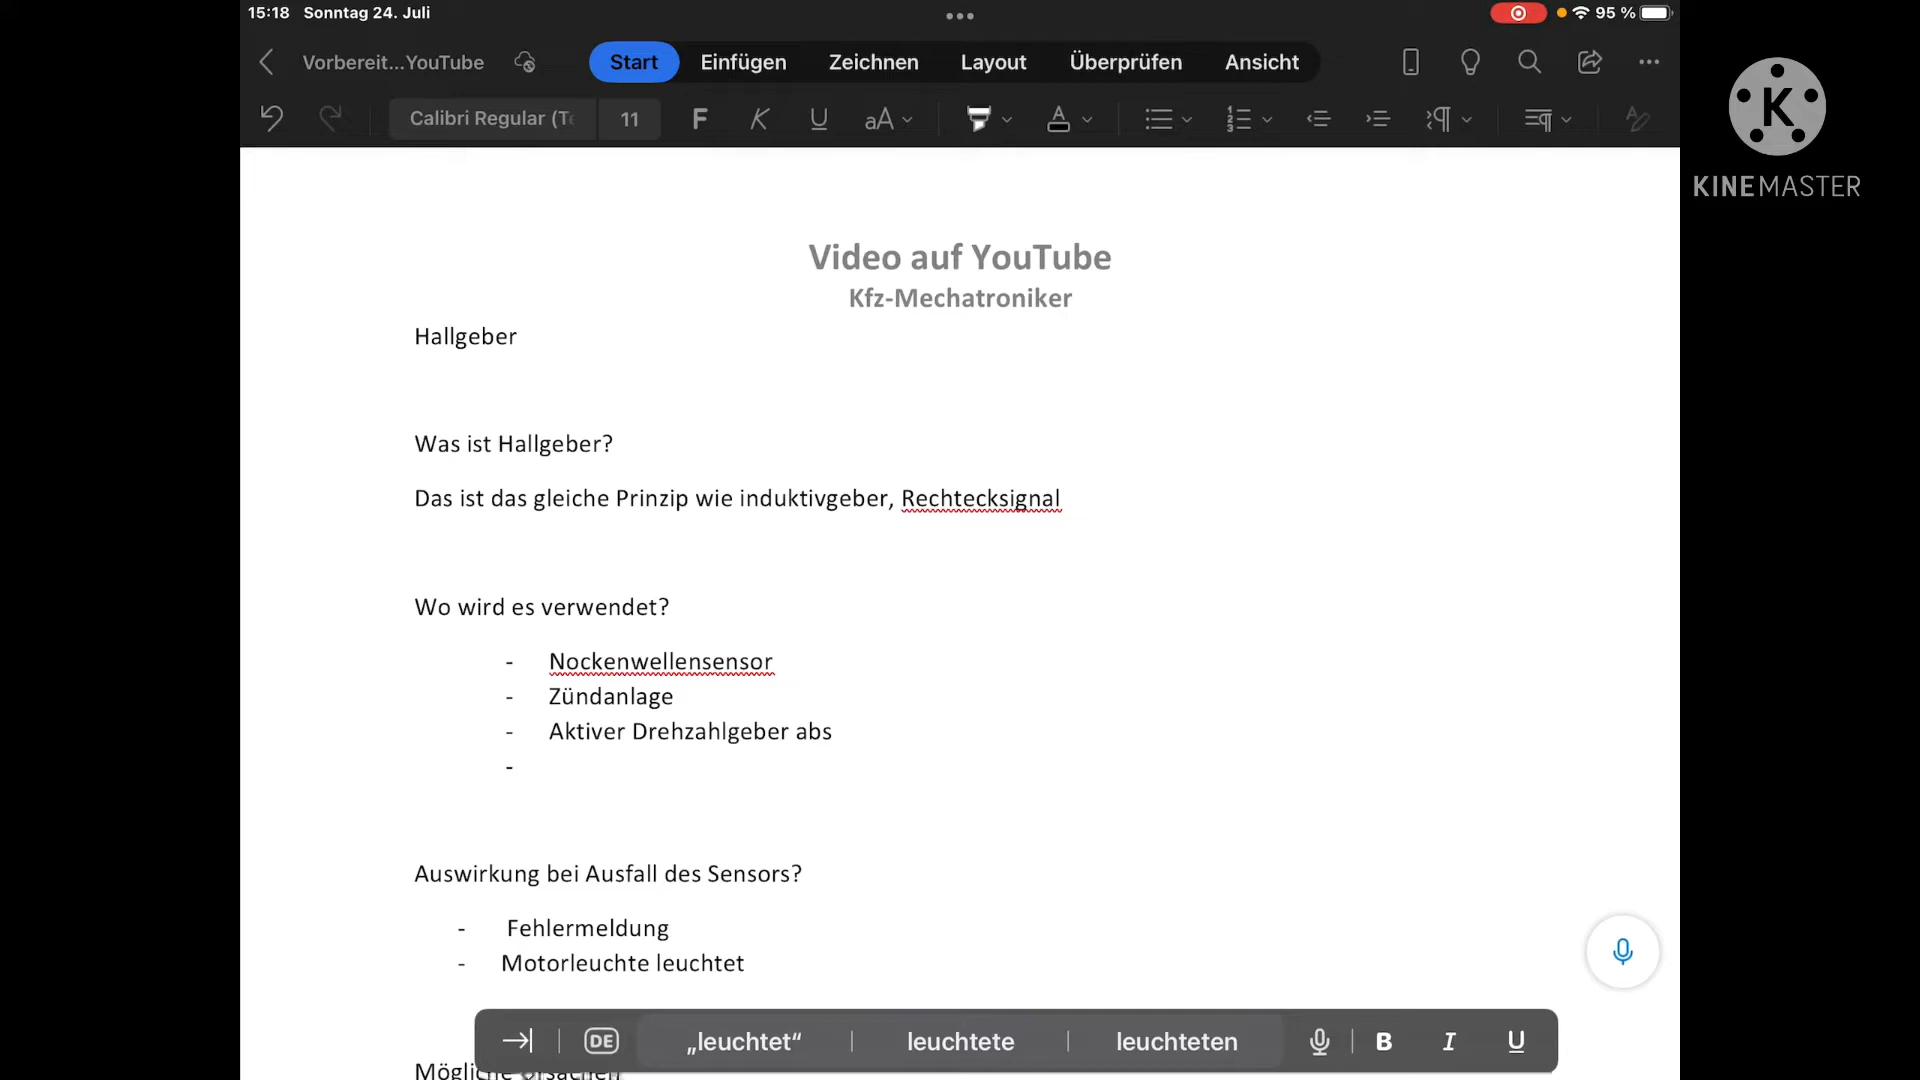 15:18 Sonntag 24. Juli
95 %
Vorbereit...YouTube
Start Einfügen Zeichnen Layout Überprüfen Ansicht
Calibri Regular (Te 11 F K U aA A
KINEMASTER
Video auf YouTube
Kfz-Mechatroniker
Hallgeber
Was ist Hallgeber?
Das ist das gleiche Prinzip wie induktivgeber, Rechtecksignal
Wo wird es verwendet?
- Nockenwellensensor
- Zündanlage
- Aktiver Drehzahlgeber abs
-
Auswirkung bei Ausfall des Sensors?
- Fehlermeldung
- Motorleuchte leuchtet
DE „leuchtet“ leuchtete leuchteten B I U
Mögliche Ursachen